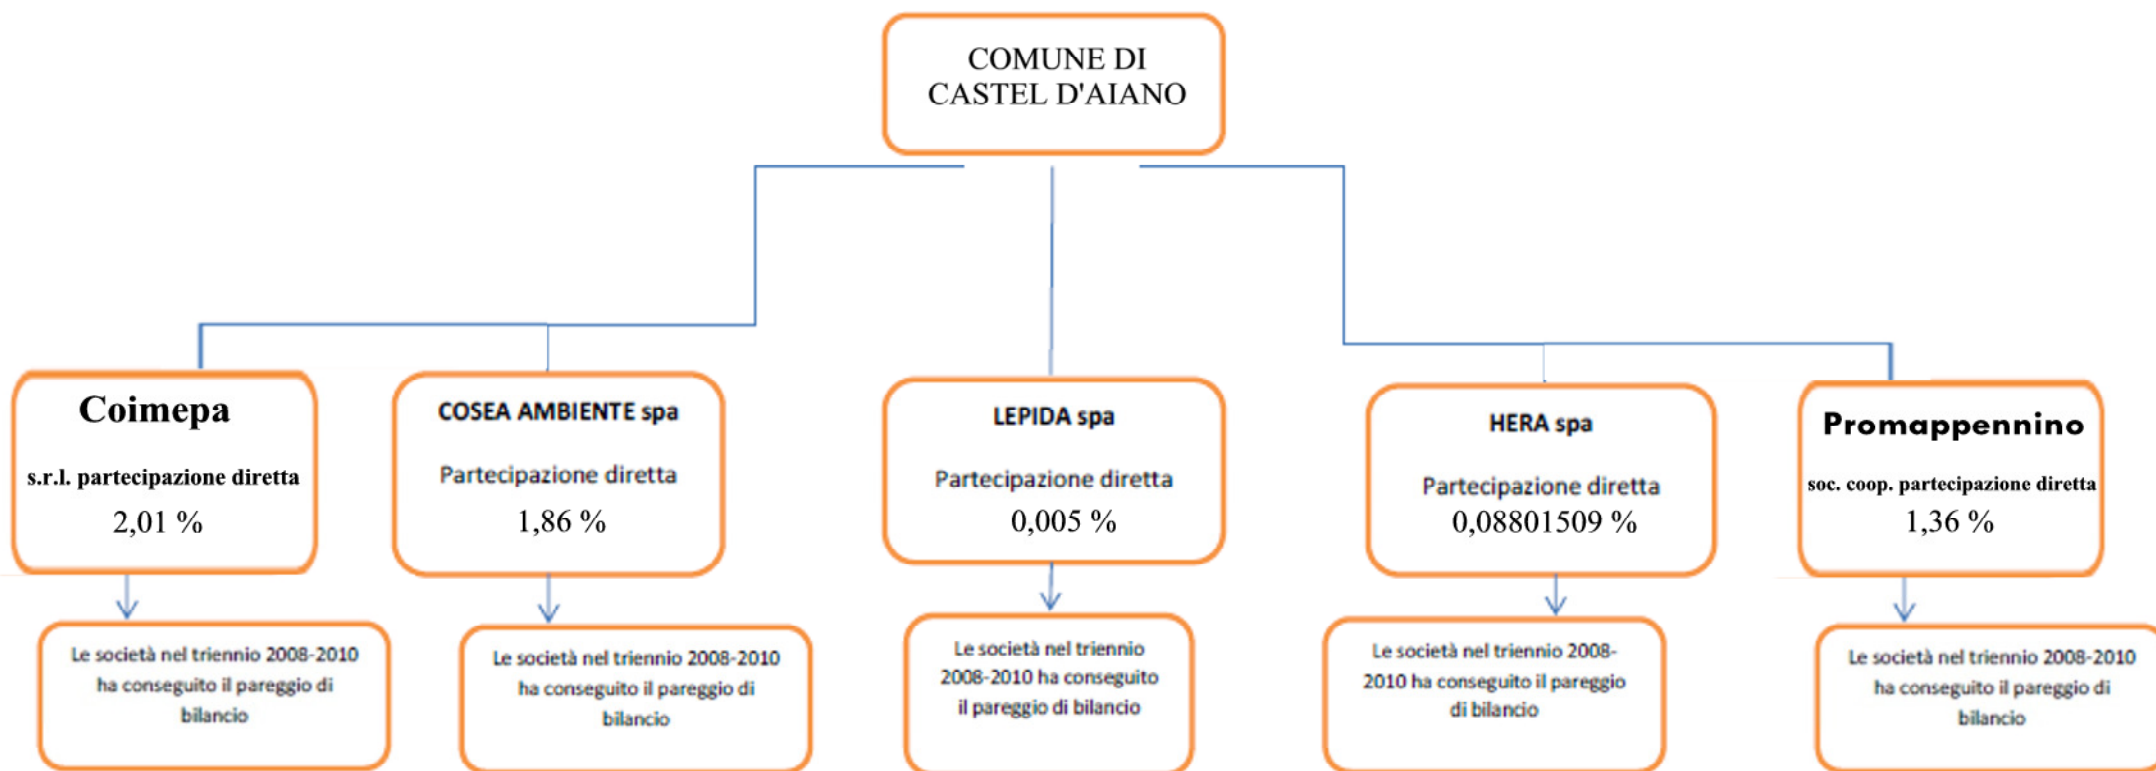 COMUNE DI
CASTEL D'AIANO
Coimepa
s.r.l. partecipazione diretta
2,01 %
COSEA AMBIENTE spa
Partecipazione diretta
1,86 %
LEPIDA spa
Partecipazione diretta
0,005 %
HERA spa
Partecipazione diretta
0,08801509 %
Promappennino
soc. coop. partecipazione diretta
1,36 %
Le società nel triennio 2008-2010
ha conseguito il pareggio di
bilancio
Le società nel triennio 2008-2010
ha conseguito il pareggio di
bilancio
Le società nel triennio
2008-2010 ha conseguito
il pareggio di bilancio
Le società nel triennio 2008-
2010 ha conseguito il pareggio
di bilancio
Le società nel triennio 2008-2010
ha conseguito il pareggio di
bilancio